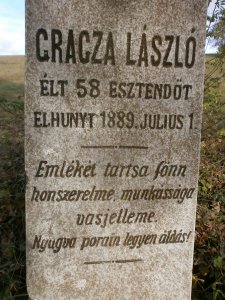 GRACZA LÁSZLÓ
ÉLT 58 ESZTENDŐT
ELHUNYT 1889. JULIUS 1.
Emlékét tartsa fönn
honszerelme, munkássága
vasjelleme.
Nyugva porain legyen áldás!